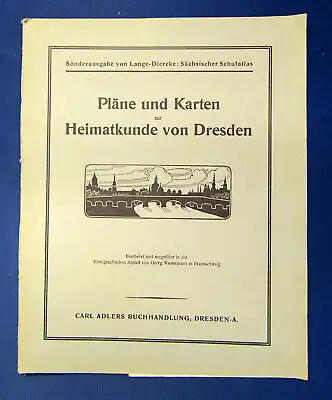 Sonderausgabe von Lange-Diercke: Sächsischer Schulatlas
Pläne und Karten
zur
Heimatkunde von Dresden
Bearbeitet und ausgeführt in der
Kartographischen Anstalt von Georg Westermann in Braunschweig
CARL ADLERS BUCHHANDLUNG, DRESDEN-A.